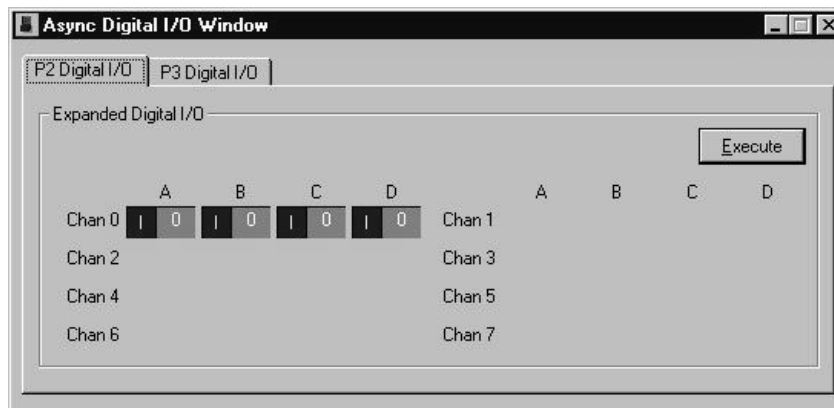 Async Digital I/O Window
P2 Digital I/O P3 Digital I/O
Expanded Digital I/O
Execute
A B C D A B C D
Chan 0 I 0 I 0 I 0 I 0 Chan 1
Chan 2 Chan 3
Chan 4 Chan 5
Chan 6 Chan 7